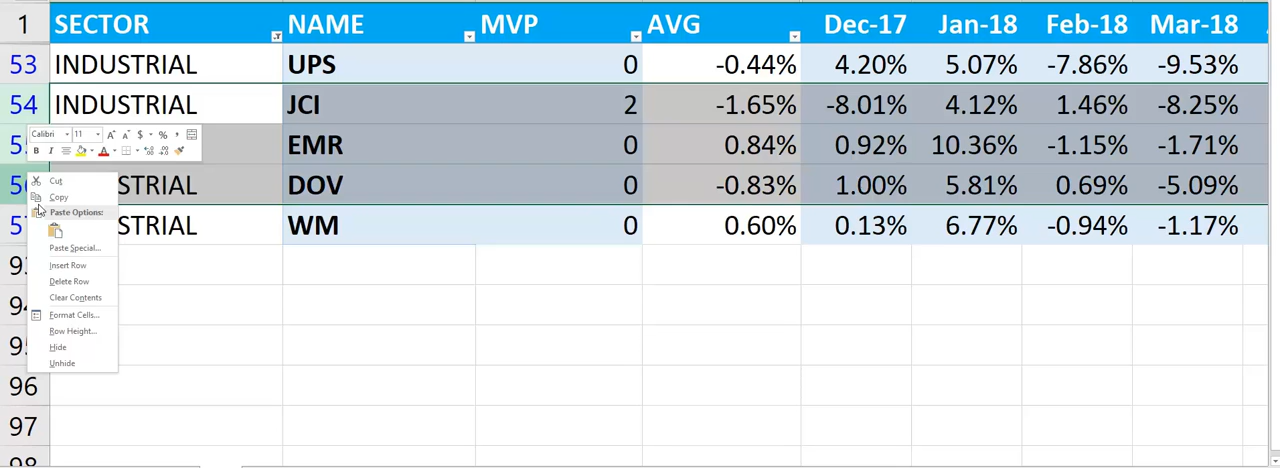 1 SECTOR NAME MVP AVG Dec-17 Jan-18 Feb-18 Mar-18
53 INDUSTRIAL UPS 0 -0.44% 4.20% 5.07% -7.86% -9.53%
54 INDUSTRIAL JCI 2 -1.65% -8.01% 4.12% 1.46% -8.25%
Calibri 11 $ % ,
EMR 0 0.84% 0.92% 10.36% -1.15% -1.71%
B I A
STRIAL DOV 0 -0.83% 1.00% 5.81% 0.69% -5.09%
STRIAL WM 0 0.60% 0.13% 6.77% -0.94% -1.17%
Cut
Copy
Paste Options:
Paste Special...
Insert Row
Delete Row
Clear Contents
Format Cells...
Row Height...
Hide
Unhide
96
97
98